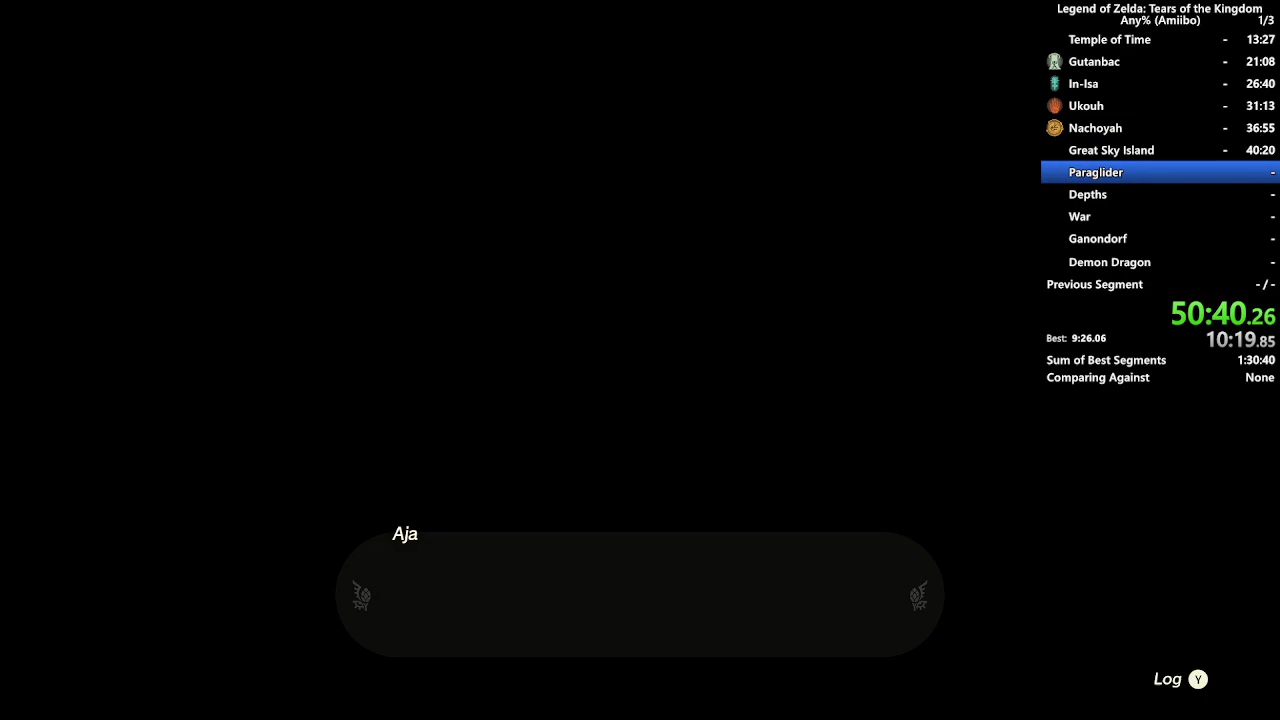 Legend of Zelda: Tears of the Kingdom
Any% (Amiibo) 1/3
Temple of Time - 13:27
Gutanbac - 21:08
In-Isa - 26:40
Ukouh - 31:13
Nachoyah - 36:55
Great Sky Island - 40:20
Paraglider -
Depths -
War -
Ganondorf -
Demon Dragon -
Previous Segment - / -
50:40.26
Best: 9:26.06 10:19.85
Sum of Best Segments 1:30:40
Comparing Against None
Aja
Log Y